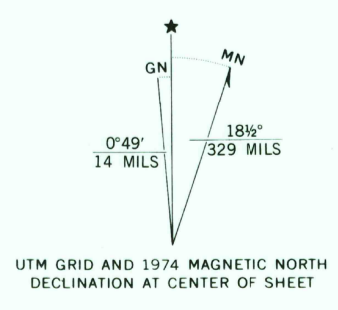 ★
GN
MN
0°49′
14 MILS
18½°
329 MILS
UTM GRID AND 1974 MAGNETIC NORTH
DECLINATION AT CENTER OF SHEET